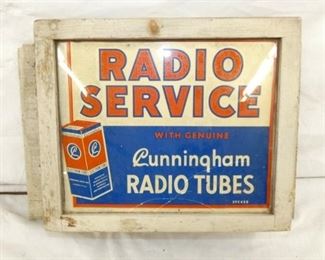 RADIO
SERVICE
WITH GENUINE
Cunningham
RADIO TUBES